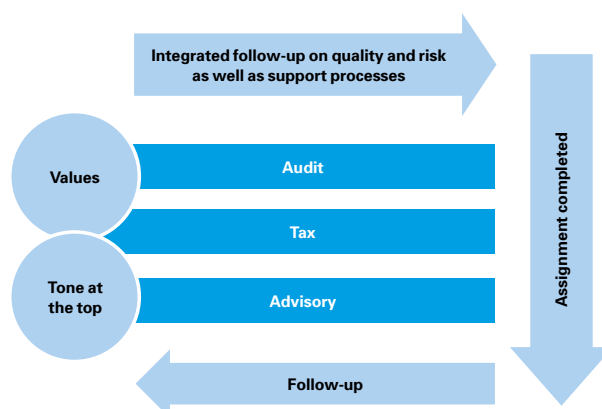 Integrated follow-up on quality and risk
as well as support processes
Values
Audit
Tax
Tone at
the top
Advisory
Assignment completed
Follow-up